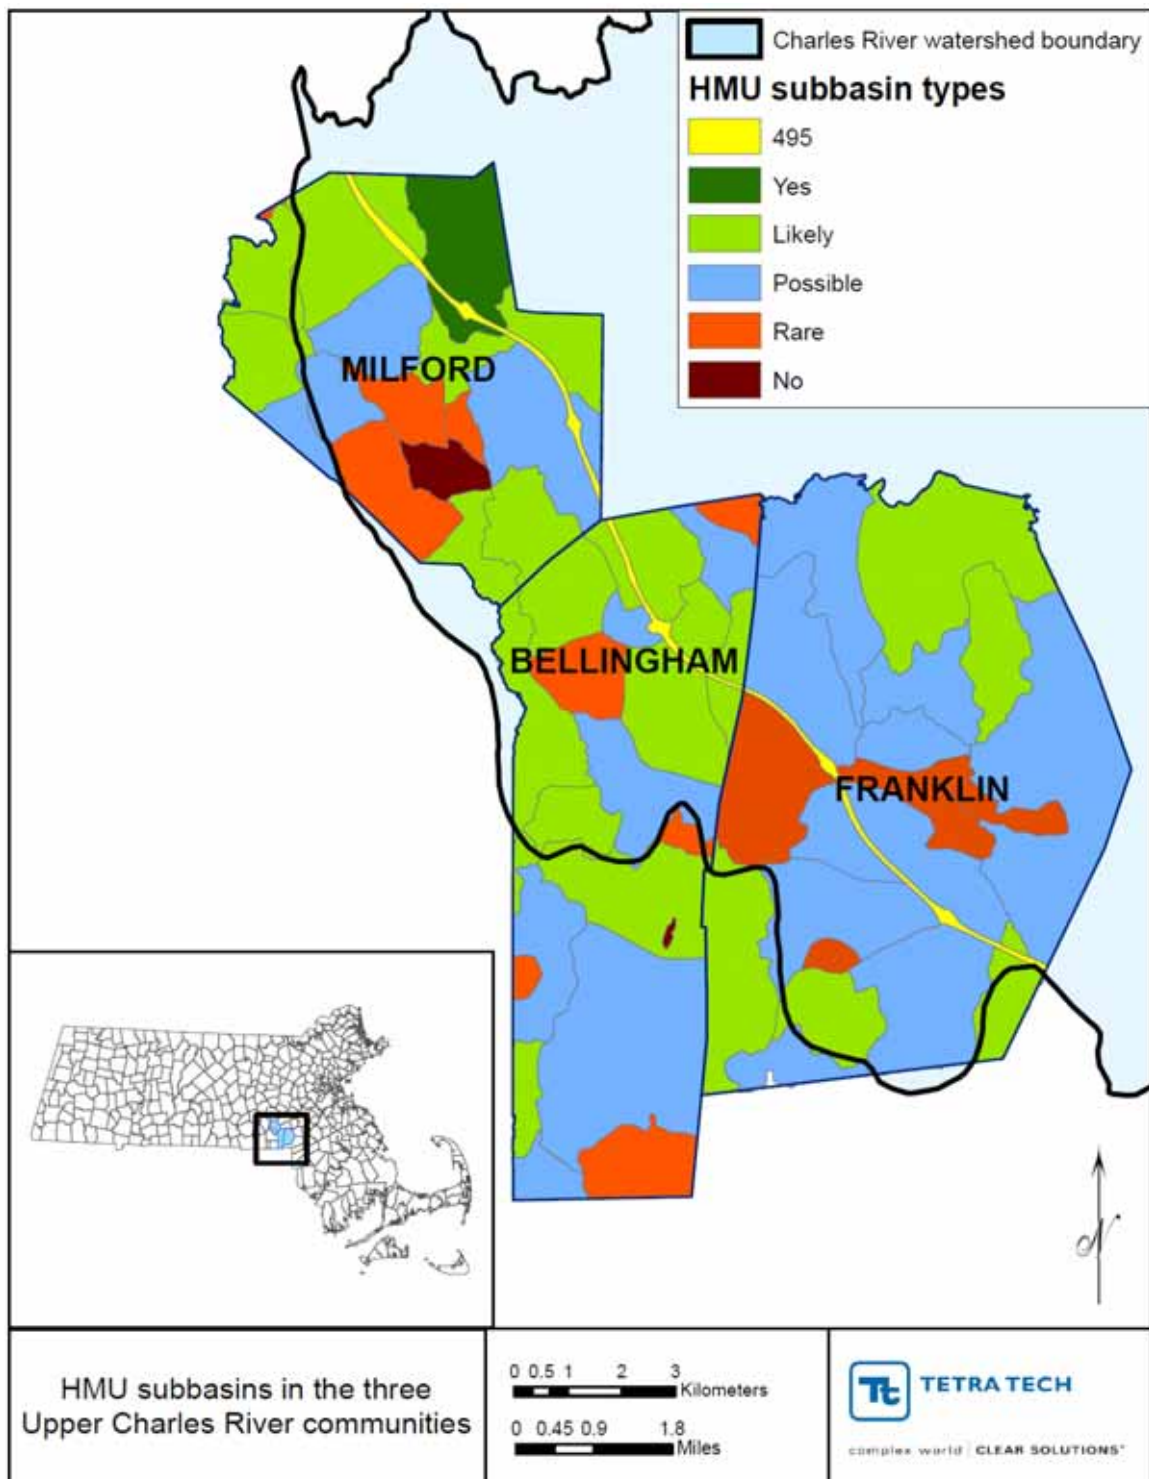 Charles River watershed boundary
HMU subbasin types
495
Yes
Likely
Possible
Rare
No
MILFORD
BELLINGHAM
FRANKLIN
HMU subbasins in the three
Upper Charles River communities
0 0.5 1 2 3
Kilometers
0 0.45 0.9 1.8
Miles
N
Tt TETRA TECH
complex world | CLEAR SOLUTIONS™